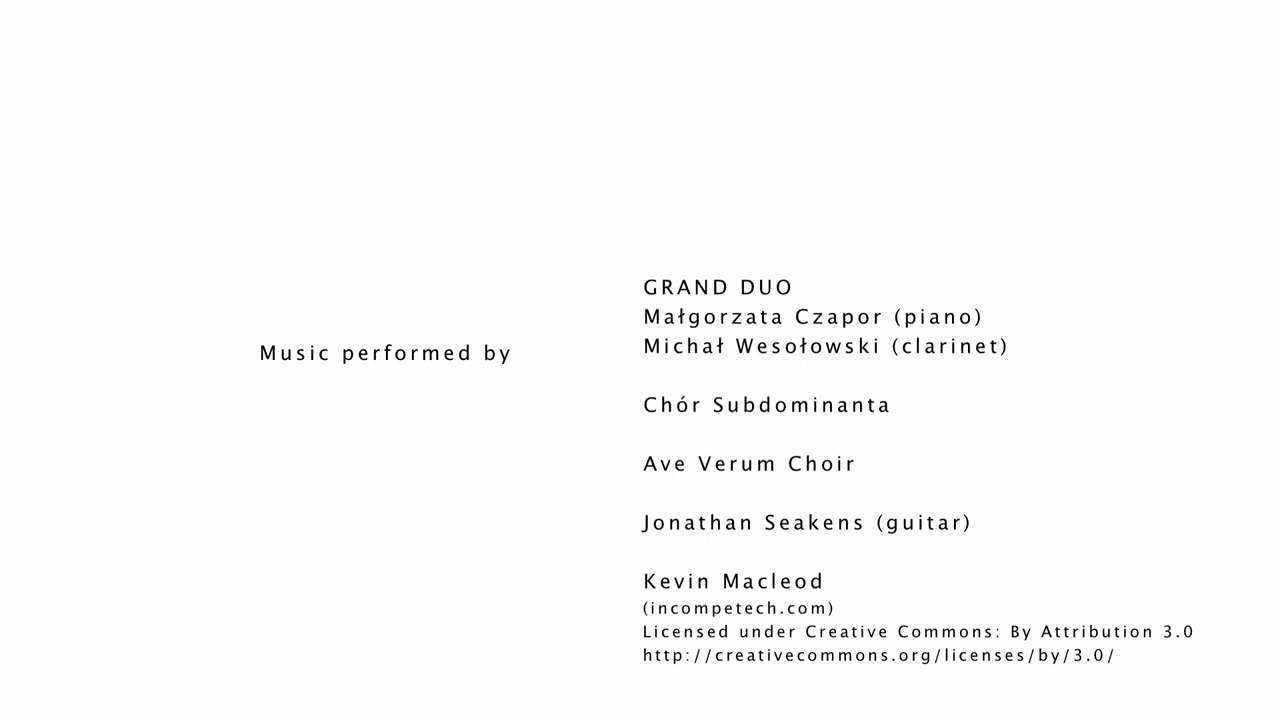 Music performed by
GRAND DUO
Małgorzata Czapor (piano)
Michał Wesołowski (clarinet)
Chór Subdominanta
Ave Verum Choir
Jonathan Seakens (guitar)
Kevin Macleod
(incompetech.com)
Licensed under Creative Commons: By Attribution 3.0
http://creativecommons.org/licenses/by/3.0/